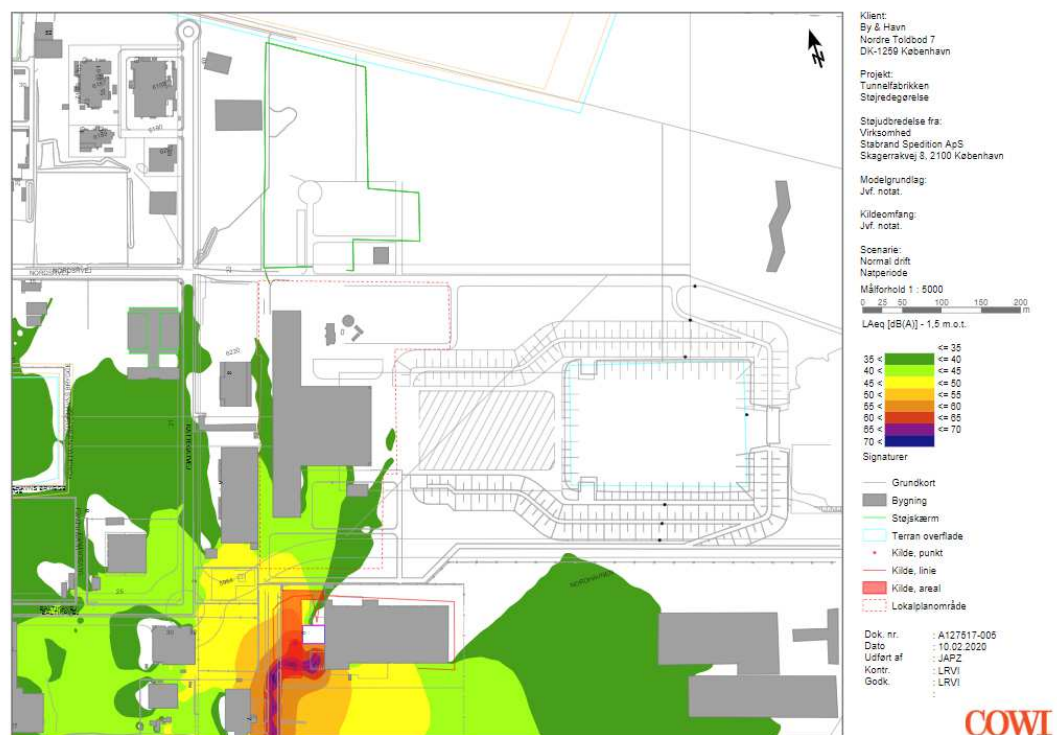 Klient:
By & Havn
Nordre Toldbod 7
DK-1259 København
Projekt:
Tunnelfabrikken
Støjredegørelse
Støjudbredelse fra:
Virksomhed
Stabrand Spedition ApS
Skagerrakvej 8, 2100 København
Modelgrundlag:
Jvf. notat.
Kildeomfang:
Jvf. notat.
Scenarie:
Normal drift
Natperiode
Målforhold 1 : 5000
0 25 50 100 150 200
m
LAeq [dB(A)] - 1,5 m.o.t.
<= 35
35 < <= 40
40 < <= 45
45 < <= 50
50 < <= 55
55 < <= 60
60 < <= 65
65 < <= 70
70 <
Signaturer
Grundkort
Bygning
Støjskærm
Terran overflade
Kilde, punkt
Kilde, linie
Kilde, areal
Lokalplanområde
Dok. nr. : A127517-005
Dato : 10.02.2020
Udført af : JAPZ
Kontr. : LRVI
Godk. : LRVI
:
COWI
N
NORDSØVEJ
KATTEGATVEJ
6190
6230